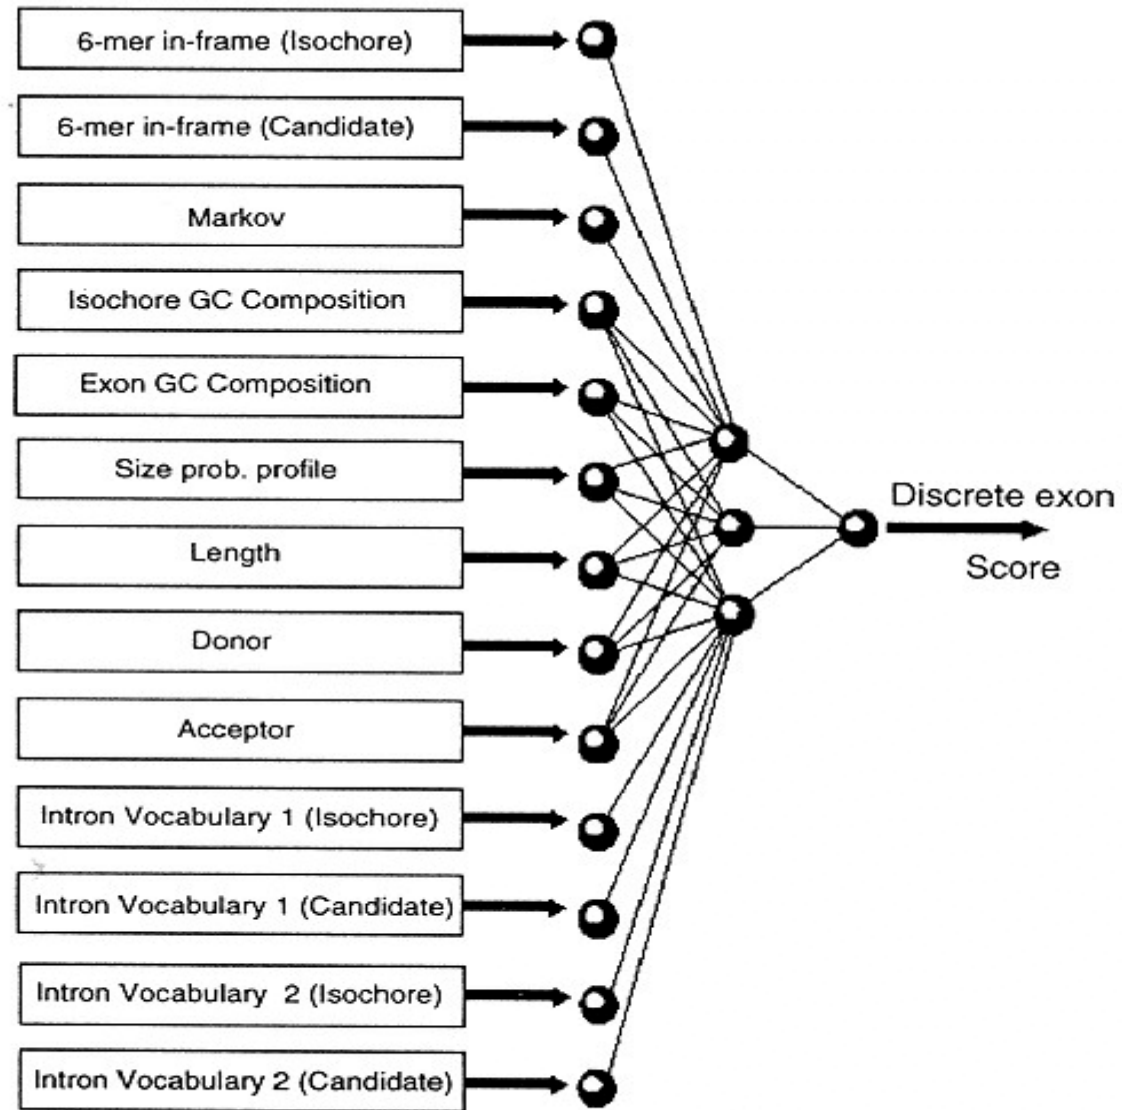 6-mer in-frame (Isochore)
6-mer in-frame (Candidate)
Markov
Isochore GC Composition
Exon GC Composition
Size prob. profile
Length
Donor
Acceptor
Intron Vocabulary 1 (Isochore)
Intron Vocabulary 1 (Candidate)
Intron Vocabulary 2 (Isochore)
Intron Vocabulary 2 (Candidate)
Discrete exon
Score